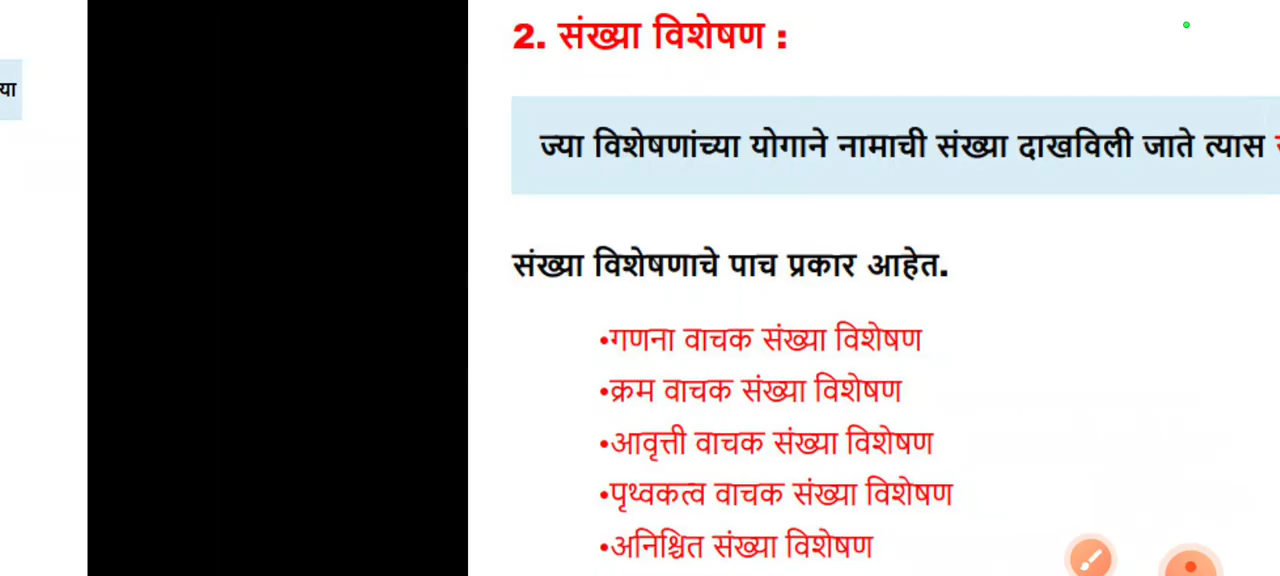 या
2. संख्या विशेषण :
ज्या विशेषणांच्या योगाने नामाची संख्या दाखविली जाते त्यास
संख्या विशेषणाचे पाच प्रकार आहेत.
•गणना वाचक संख्या विशेषण
•क्रम वाचक संख्या विशेषण
•आवृत्ती वाचक संख्या विशेषण
•पृथ्वकत्व वाचक संख्या विशेषण
•अनिश्चित संख्या विशेषण